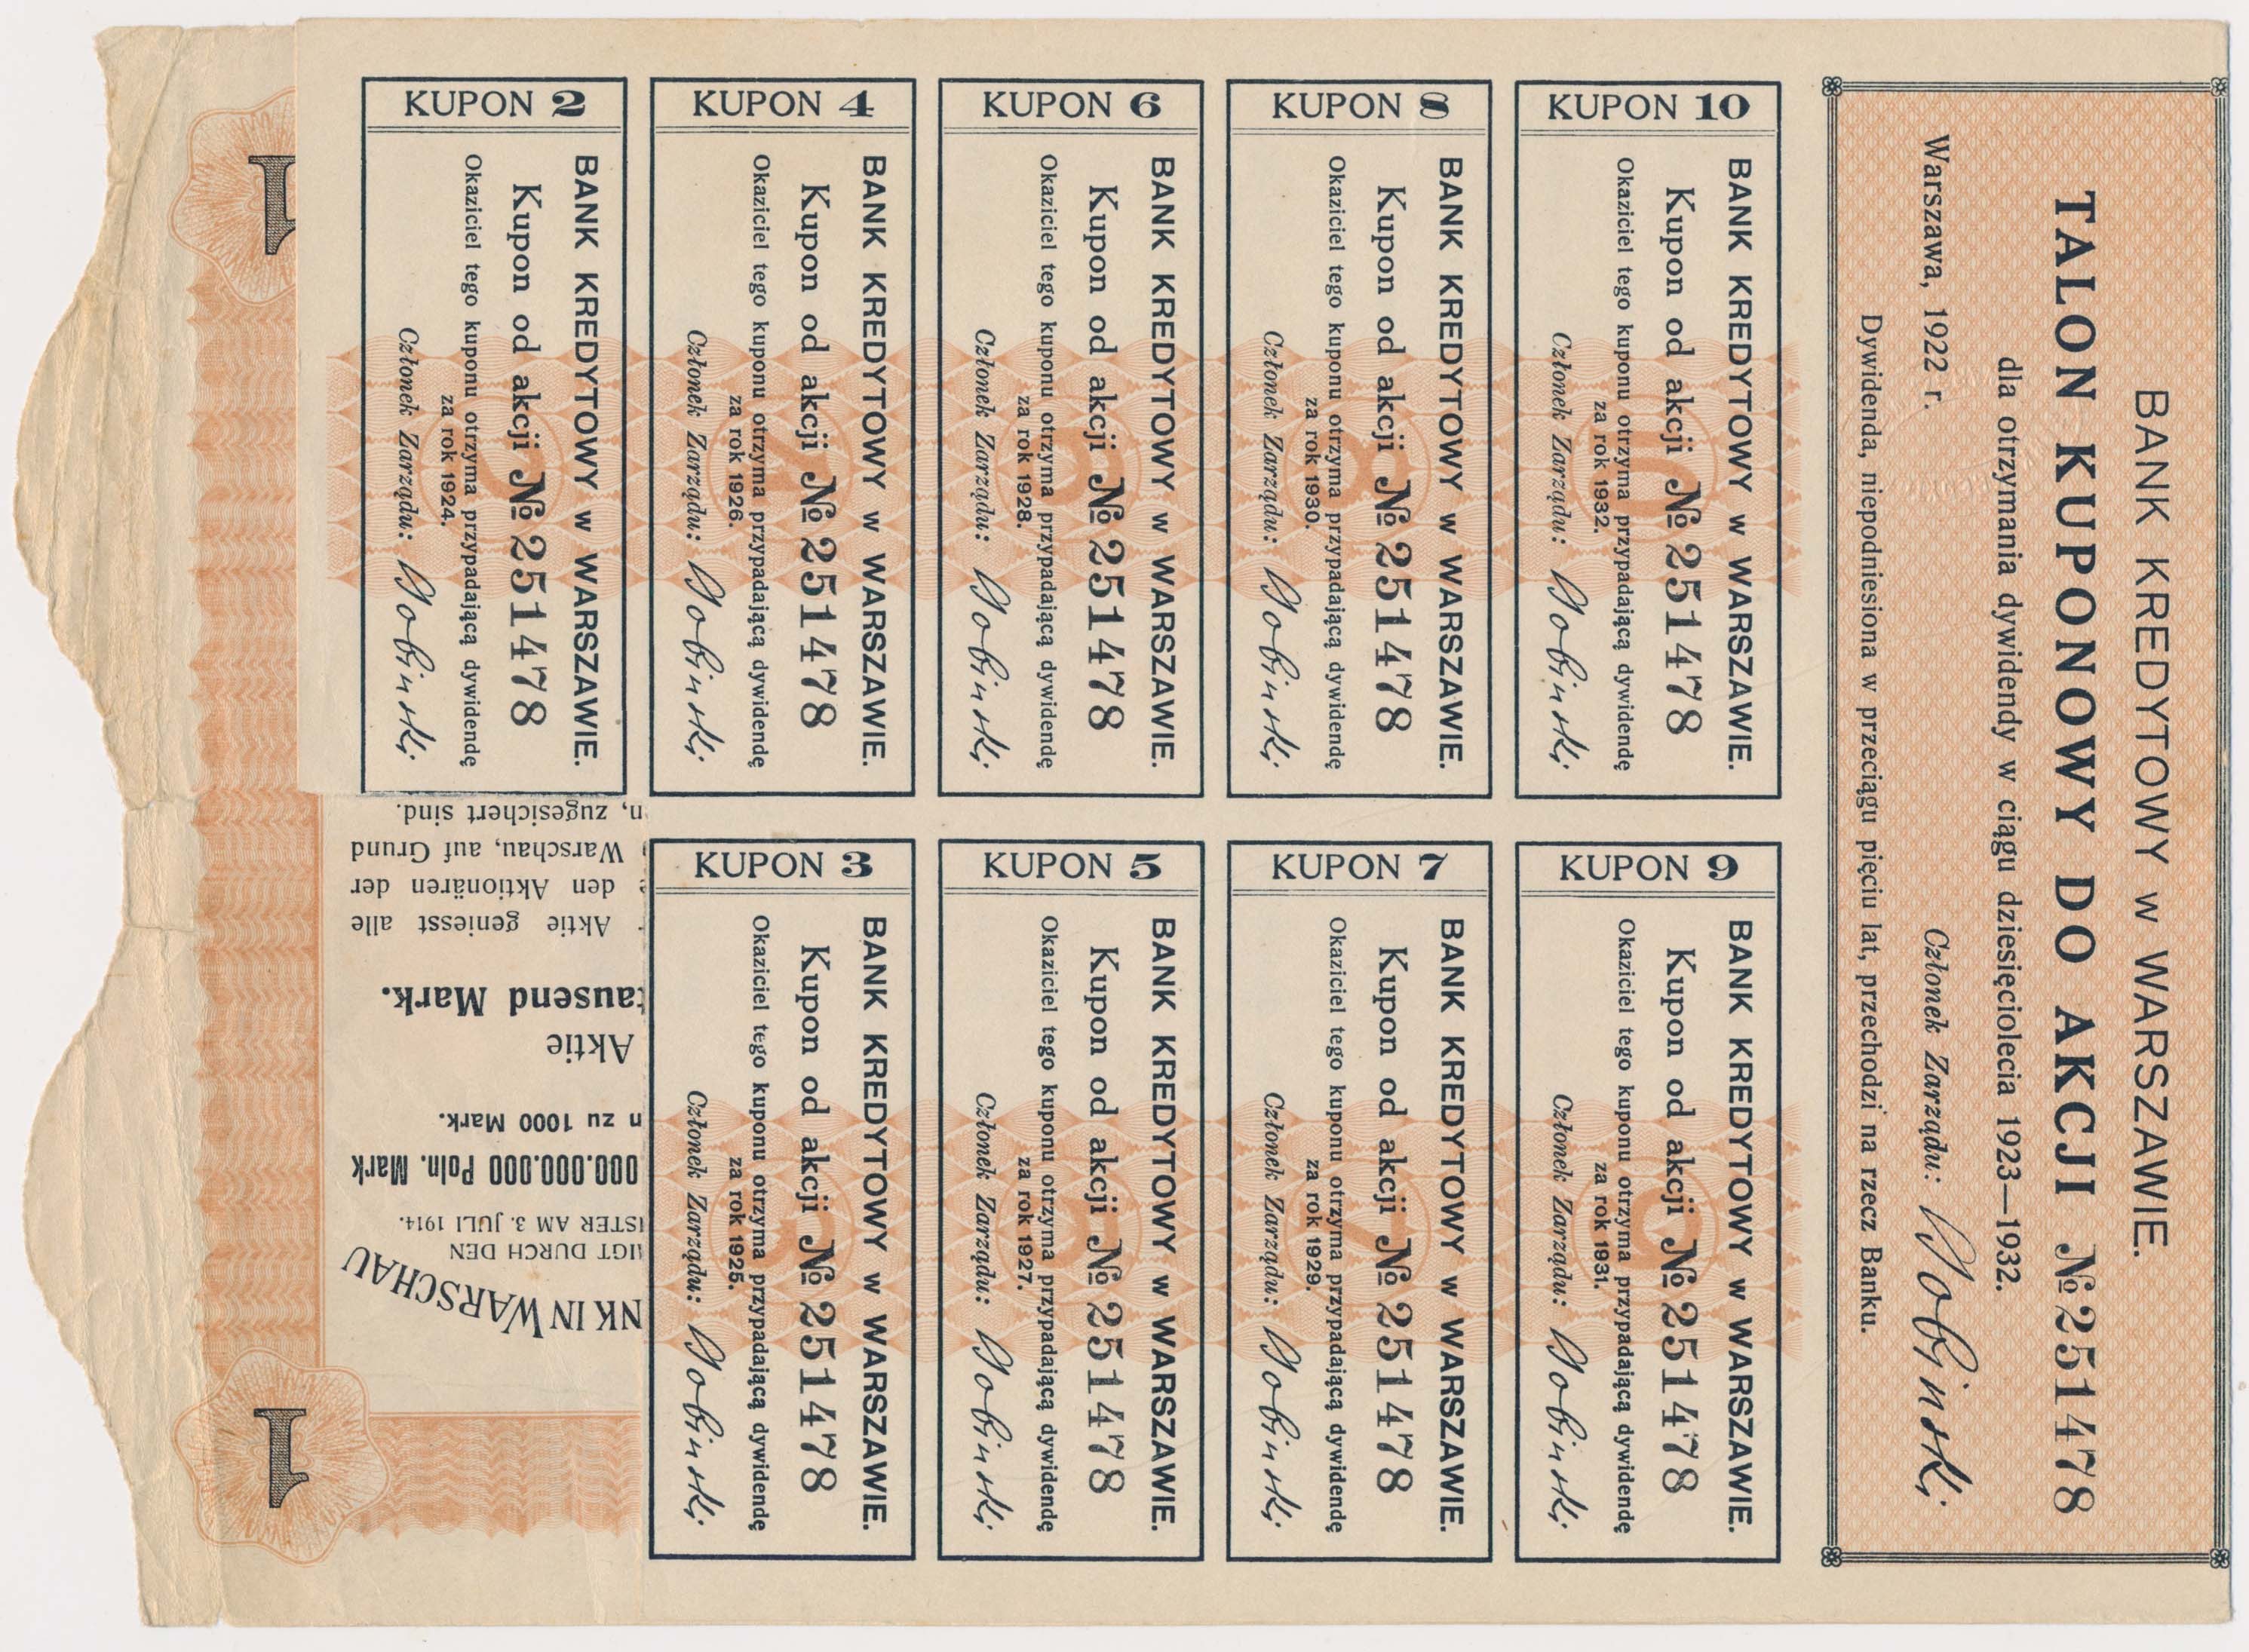 BANK KREDYTOWY w WARSZAWIE.
TALON KUPONOWY DO AKCJI № 251478
dla otrzymania dywidendy w ciągu dziesięciolecia 1923—1932.
Warszawa, 1922 r.
Członek Zarządu:
Dywidenda, niepodniesiona w przeciągu pięciu lat, przechodzi na rzecz Banku.
KUPON 2
BANK KREDYTOWY w WARSZAWIE.
Kupon od akcji № 251478
Okaziciel tego kuponu otrzyma przypadającą dywidendę
za rok 1924.
Członek Zarządu:
KUPON 4
BANK KREDYTOWY w WARSZAWIE.
Kupon od akcji № 251478
Okaziciel tego kuponu otrzyma przypadającą dywidendę
za rok 1926.
Członek Zarządu:
KUPON 6
BANK KREDYTOWY w WARSZAWIE.
Kupon od akcji № 251478
Okaziciel tego kuponu otrzyma przypadającą dywidendę
za rok 1928.
Członek Zarządu:
KUPON 8
BANK KREDYTOWY w WARSZAWIE.
Kupon od akcji № 251478
Okaziciel tego kuponu otrzyma przypadającą dywidendę
za rok 1930.
Członek Zarządu:
KUPON 10
BANK KREDYTOWY w WARSZAWIE.
Kupon od akcji № 251478
Okaziciel tego kuponu otrzyma przypadającą dywidendę
za rok 1932.
Członek Zarządu:
KUPON 3
BANK KREDYTOWY w WARSZAWIE.
Kupon od akcji № 251478
Okaziciel tego kuponu otrzyma przypadającą dywidendę
za rok 1925.
Członek Zarządu:
KUPON 5
BANK KREDYTOWY w WARSZAWIE.
Kupon od akcji № 251478
Okaziciel tego kuponu otrzyma przypadającą dywidendę
za rok 1927.
Członek Zarządu:
KUPON 7
BANK KREDYTOWY w WARSZAWIE.
Kupon od akcji № 251478
Okaziciel tego kuponu otrzyma przypadającą dywidendę
za rok 1929.
Członek Zarządu:
KUPON 9
BANK KREDYTOWY w WARSZAWIE.
Kupon od akcji № 251478
Okaziciel tego kuponu otrzyma przypadającą dywidendę
za rok 1931.
Członek Zarządu:
1
NK IN WARSCHAU
IGT DURCH DEN
ISTER AM 3. JULI 1914.
000.000.000 Poln. Mark
n zu 1000 Mark.
Aktie
tausend Mark.
Aktie geniesst alle
den Aktionären der
Warschau, auf Grund
n, zugesichert sind.
1